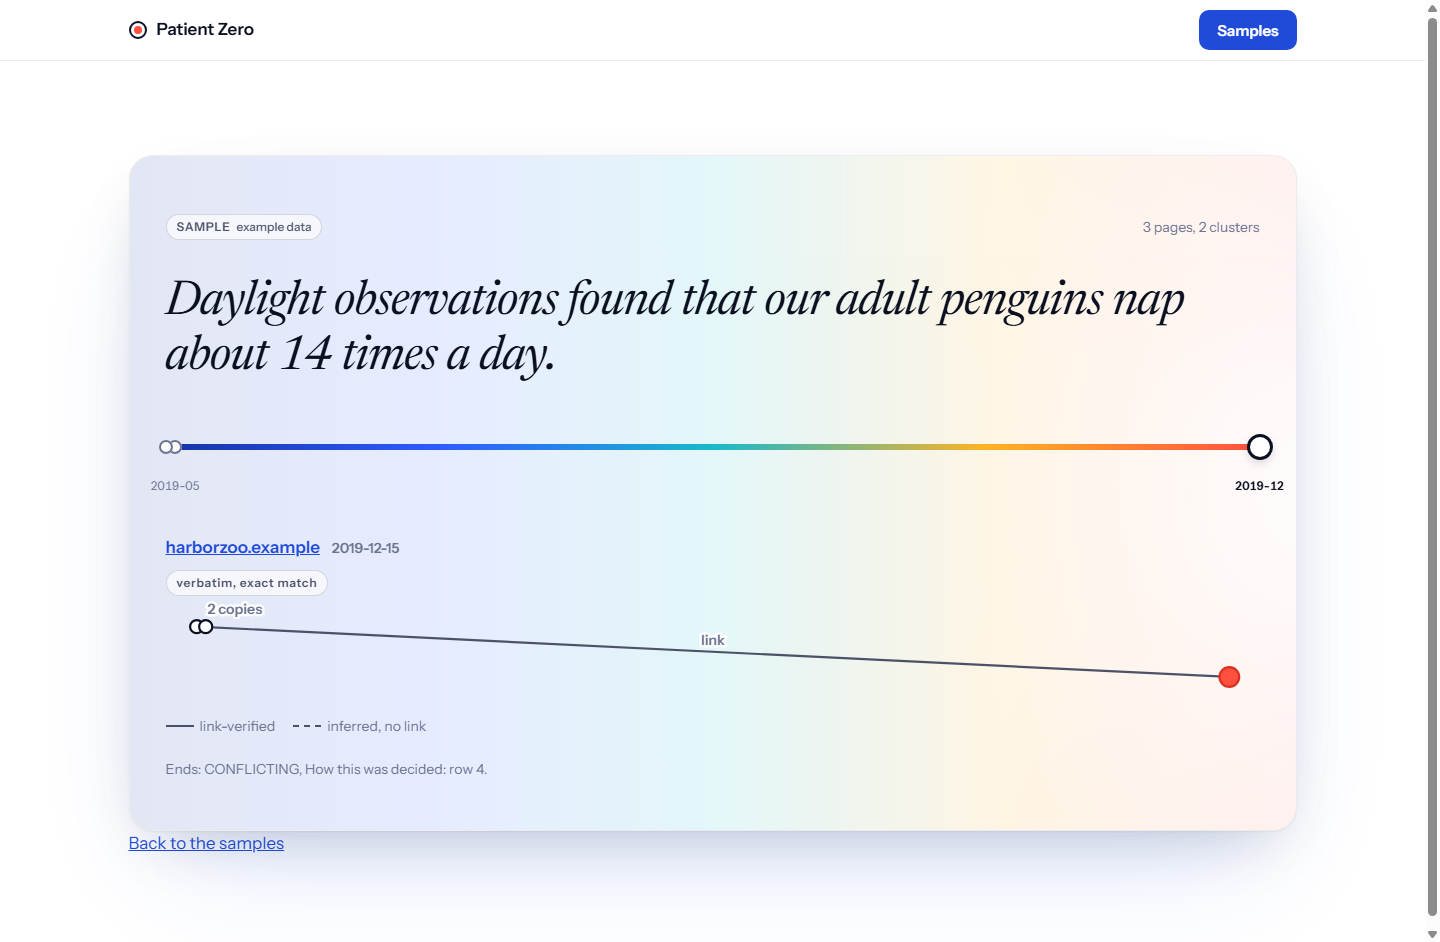 Patient Zero
Samples
SAMPLE example data
3 pages, 2 clusters
Daylight observations found that our adult penguins nap
about 14 times a day.
2019-05
2019-12
harborzoo.example 2019-12-15
verbatim, exact match
2 copies
link
link-verified
inferred, no link
Ends: CONFLICTING, How this was decided: row 4.
Back to the samples